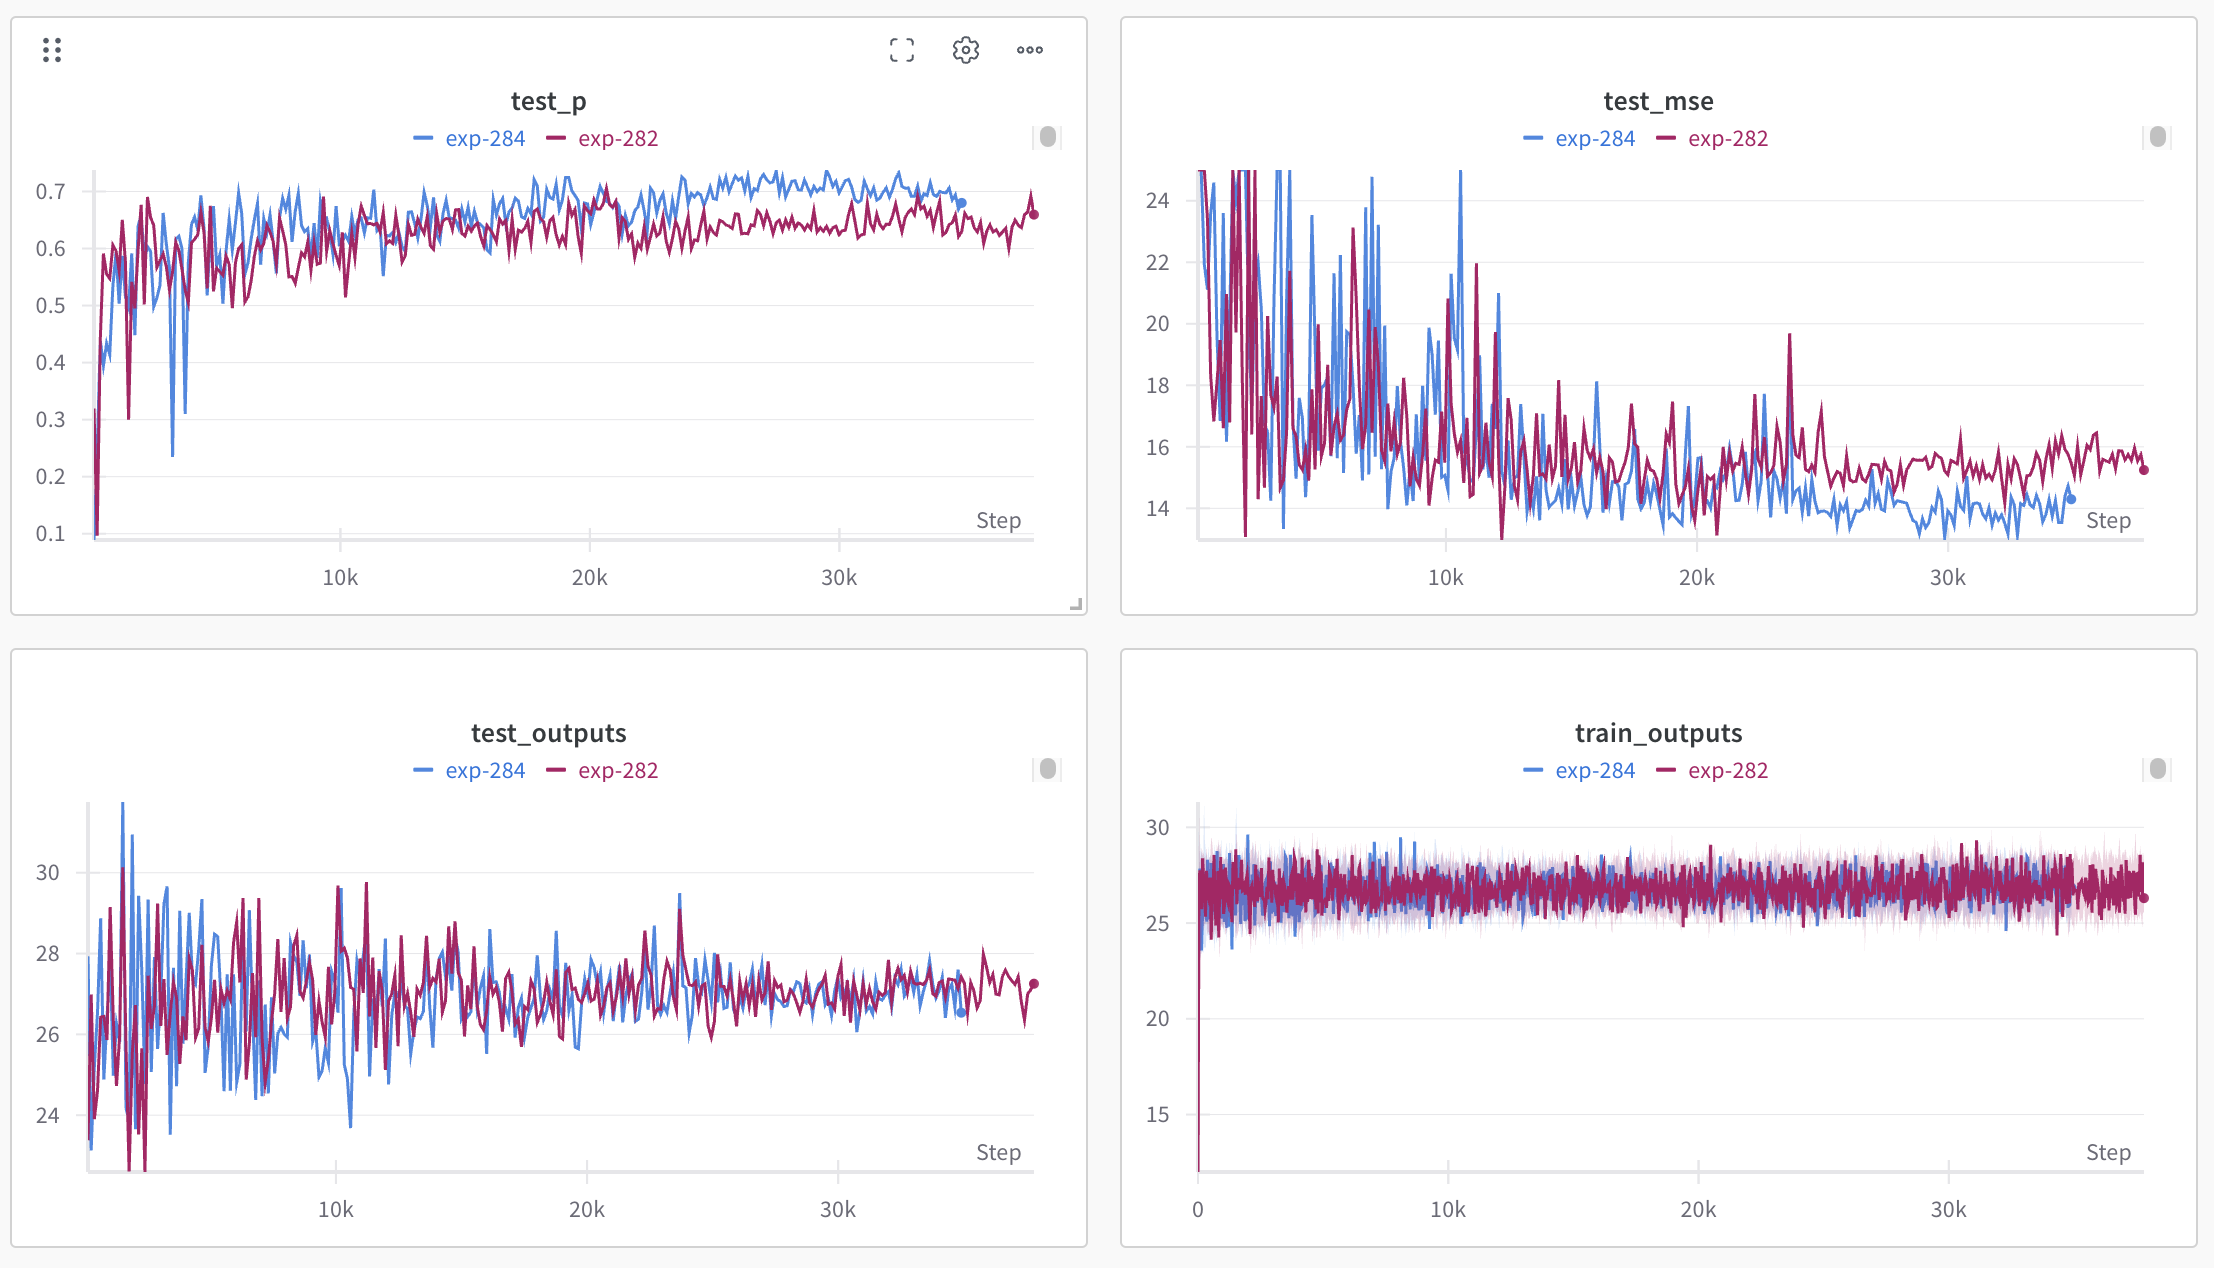 test_p
exp-284 exp-282
0.7
0.6
0.5
0.4
0.3
0.2
0.1
Step
10k 20k 30k
test_mse
exp-284 exp-282
24
22
20
18
16
14
Step
10k 20k 30k
test_outputs
exp-284 exp-282
30
28
26
24
Step
10k 20k 30k
train_outputs
exp-284 exp-282
30
25
20
15
Step
0 10k 20k 30k